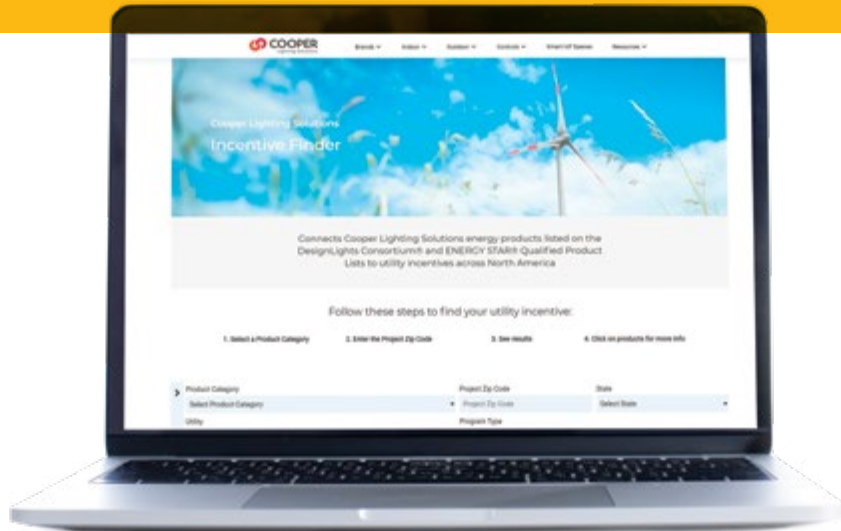 COOPER
Lighting Solutions
Brands Indoor Outdoor Controls Resources
Cooper Lighting Solutions
Incentive Finder
Connects Cooper Lighting Solutions energy products listed on the
DesignLights Consortium® and ENERGY STAR® Qualified Product
Lists to utility incentives across North America
Follow these steps to find your utility incentive:
1. Select a Product Category 2. Enter the Project Zip Code 3. See results 4. Click on products for more info
Product Category Project Zip Code State
Select Product Category Project Zip Code Select State
Utility Program Type